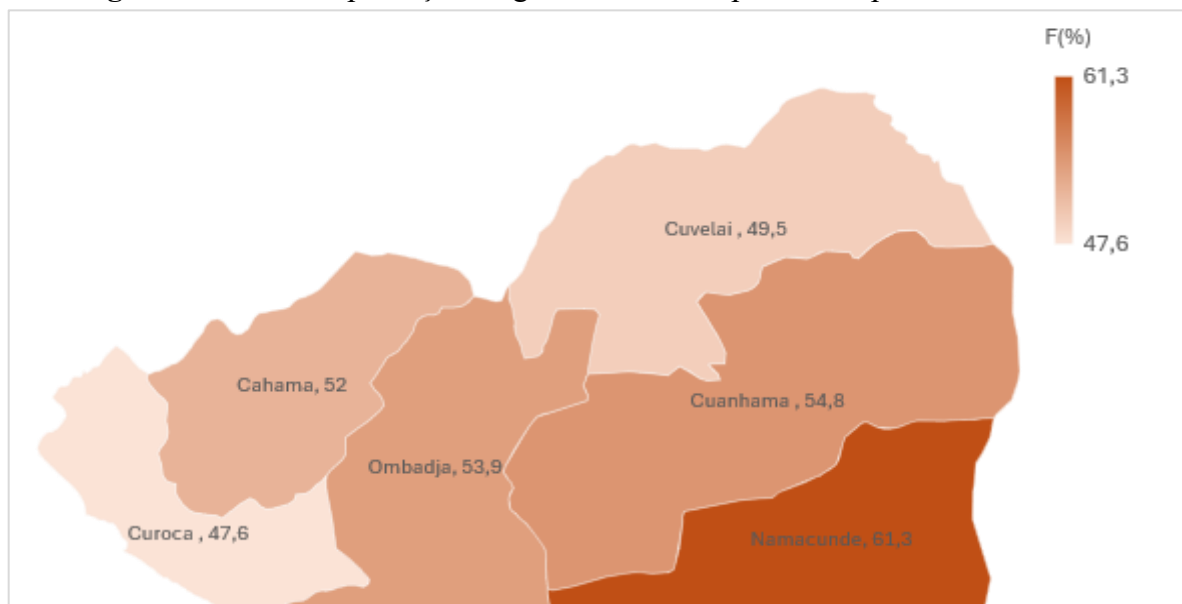 F(%)
61,3
47,6
Cuvelai , 49,5
Cahama, 52
Cuanhama , 54,8
Ombadja, 53,9
Curoca , 47,6
Namacunde, 61,3